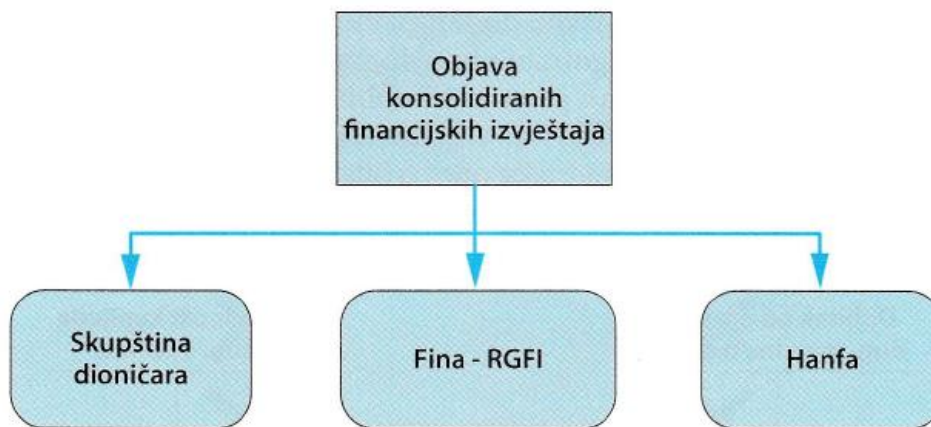 Objava
konsolidiranih
financijskih izvještaja
Skupština
dioničara
Fina - RGFI
Hanfa